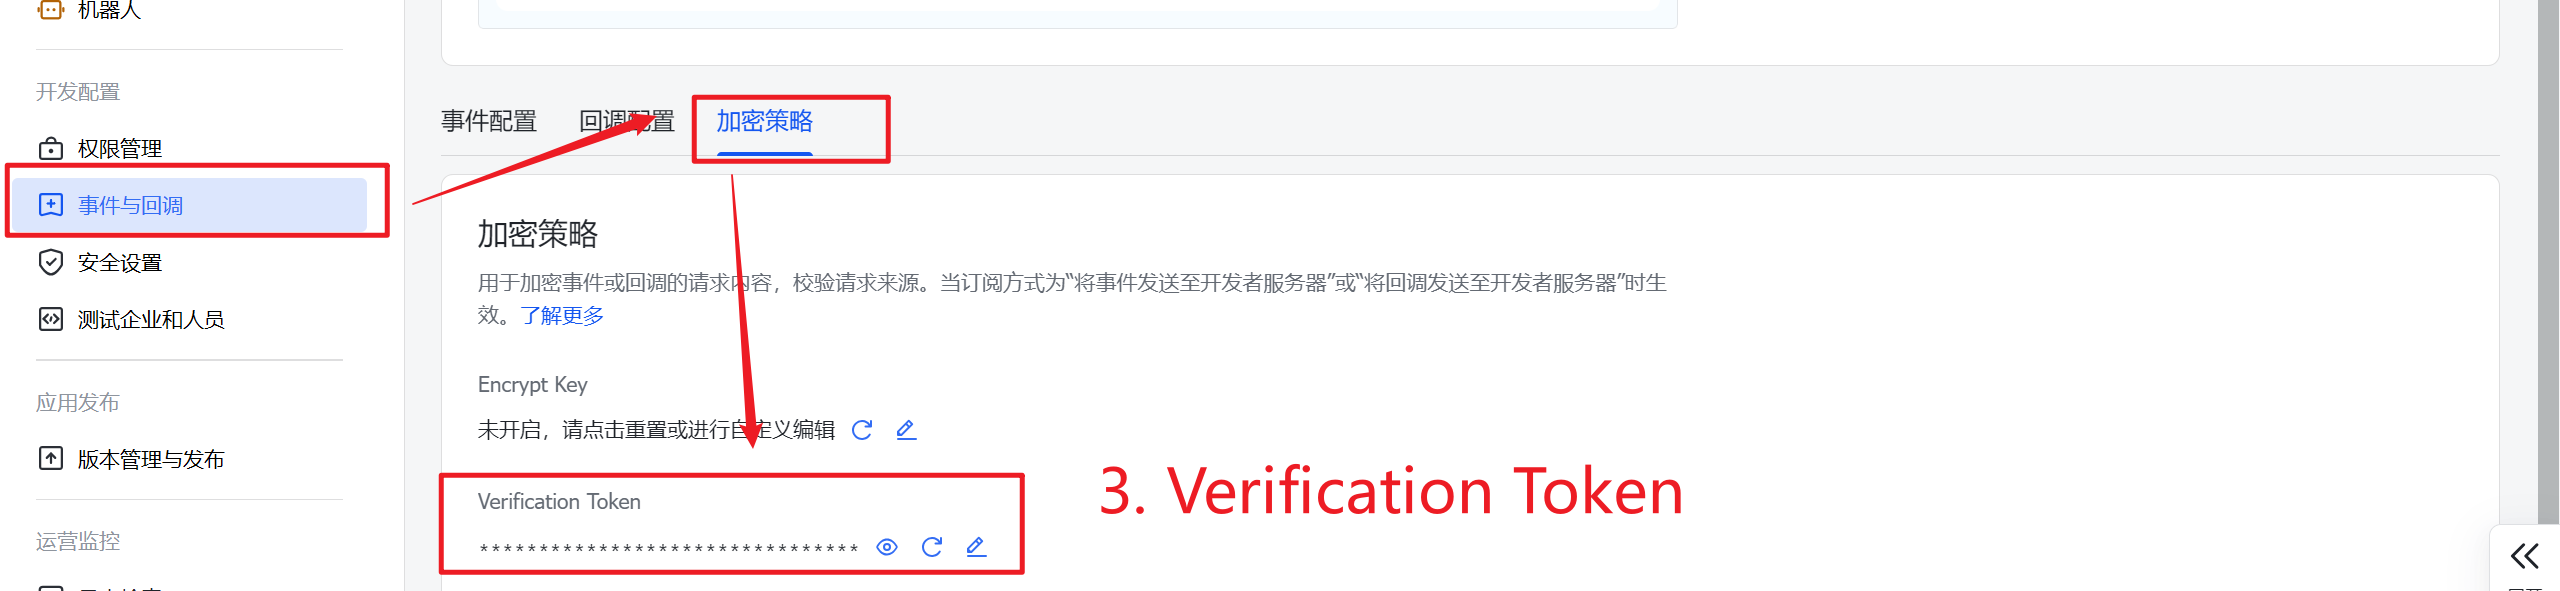 机器人
开发配置
权限管理
事件与回调
安全设置
测试企业和人员
应用发布
版本管理与发布
运营监控
事件配置
回调配置
加密策略
加密策略
用于加密事件或回调的请求内容，校验请求来源。当订阅方式为“将事件发送至开发者服务器”或“将回调发送至开发者服务器”时生
效。了解更多
Encrypt Key
未开启，请点击重置或进行自定义编辑
Verification Token
********************************
3. Verification Token